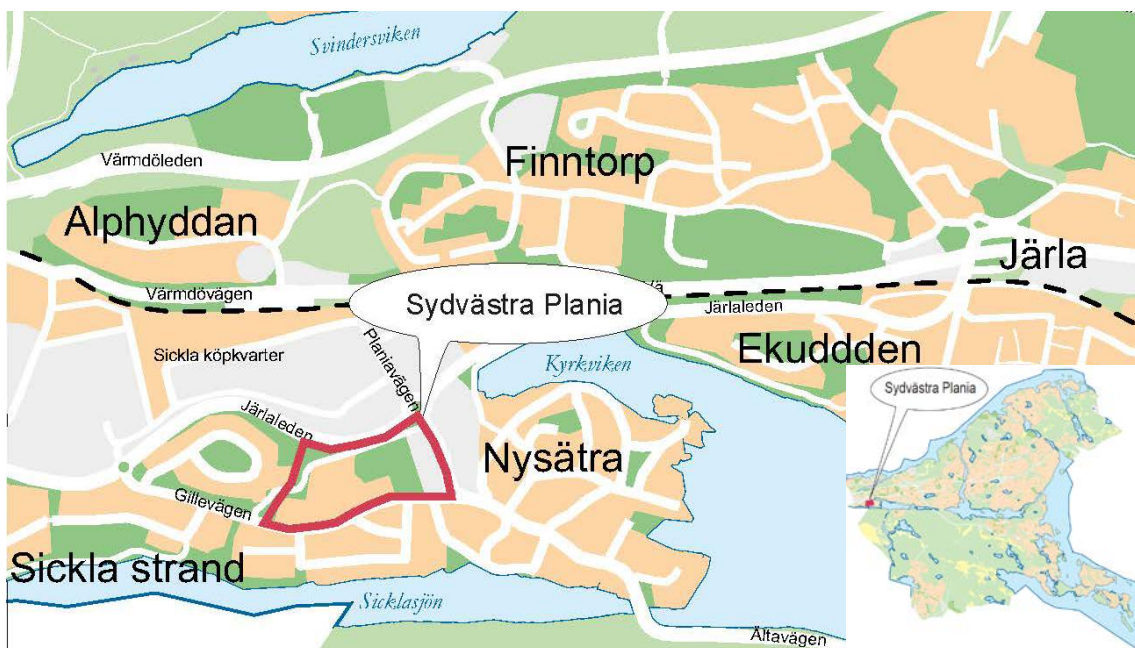 Svindersviken
Värmdöleden
Finntorp
Alphyddan
Järla
Värmdövägen
Sydvästra Plania
Järlaleden
Sickla köpkvarter
Planiavägen
Ekuddden
Kyrkviken
Sydvästra Plania
Järlaleden
Nysätra
Gillevägen
Sickla strand
Sicklasjön
Ältavägen